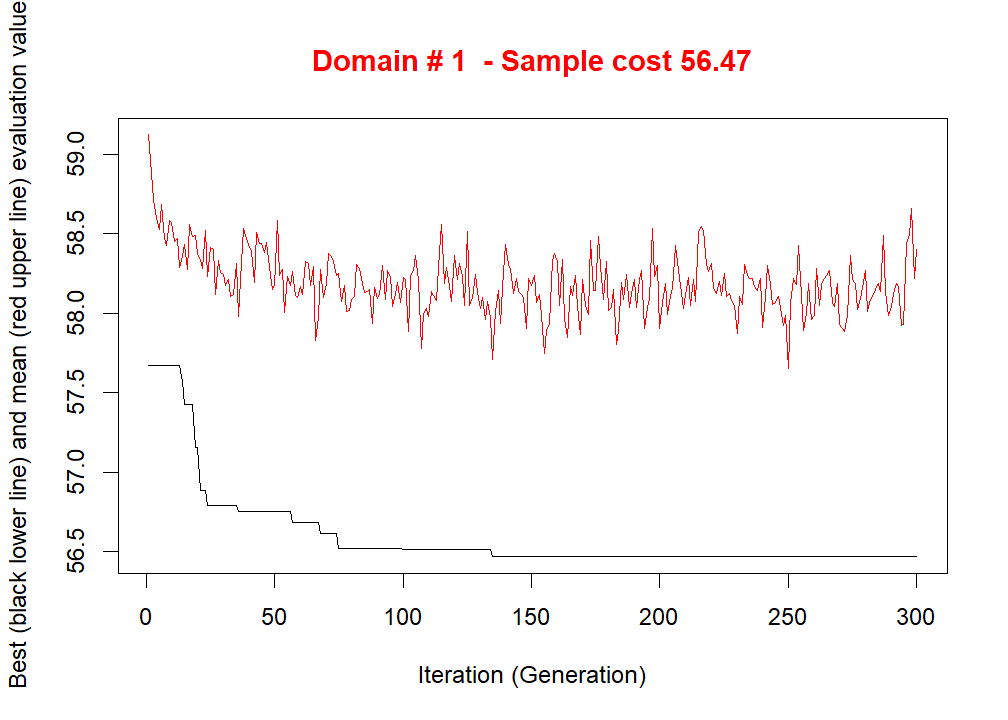 Domain # 1  - Sample cost 56.47
Best (black lower line) and mean (red upper line) evaluation value
59.0
58.5
58.0
57.5
57.0
56.5
0 50 100 150 200 250 300
Iteration (Generation)